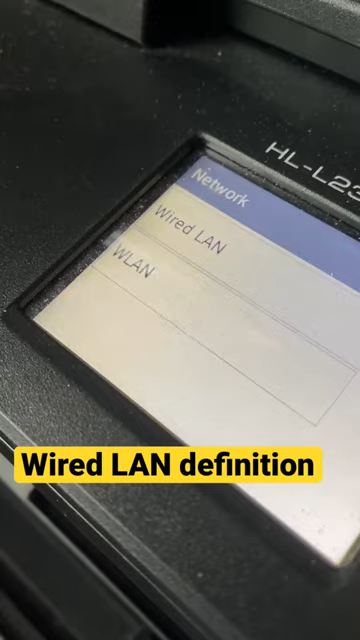 HL-L23
Network
Wired LAN
WLAN
Wired LAN definition